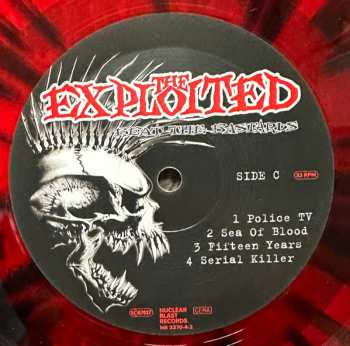 THE
EXPLOITED
BEAT THE BASTARDS
SIDE C
33 RPM
1 Police TV
2 Sea Of Blood
3 Fifteen Years
4 Serial Killer
NUCLEAR
BLAST
RECORDS
GEMA